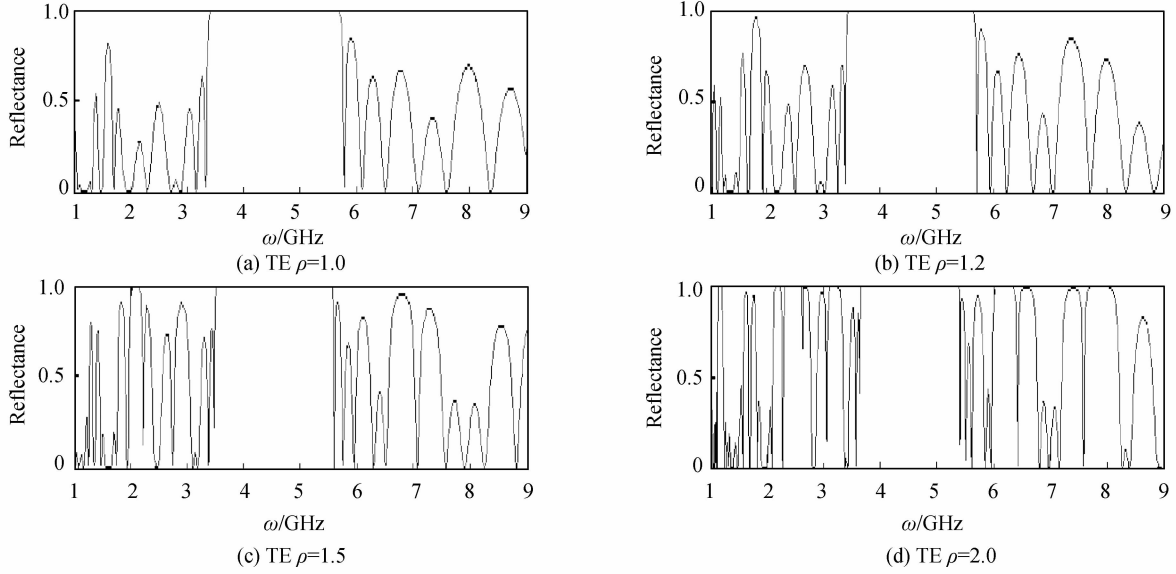 1.0
Reflectance
0.5
0
1 2 3 4 5 6 7 8 9
ω/GHz
(a) TE ρ=1.0
1.0
Reflectance
0.5
0
1 2 3 4 5 6 7 8 9
ω/GHz
(b) TE ρ=1.2
1.0
Reflectance
0.5
0
1 2 3 4 5 6 7 8 9
ω/GHz
(c) TE ρ=1.5
1.0
Reflectance
0.5
0
1 2 3 4 5 6 7 8 9
ω/GHz
(d) TE ρ=2.0